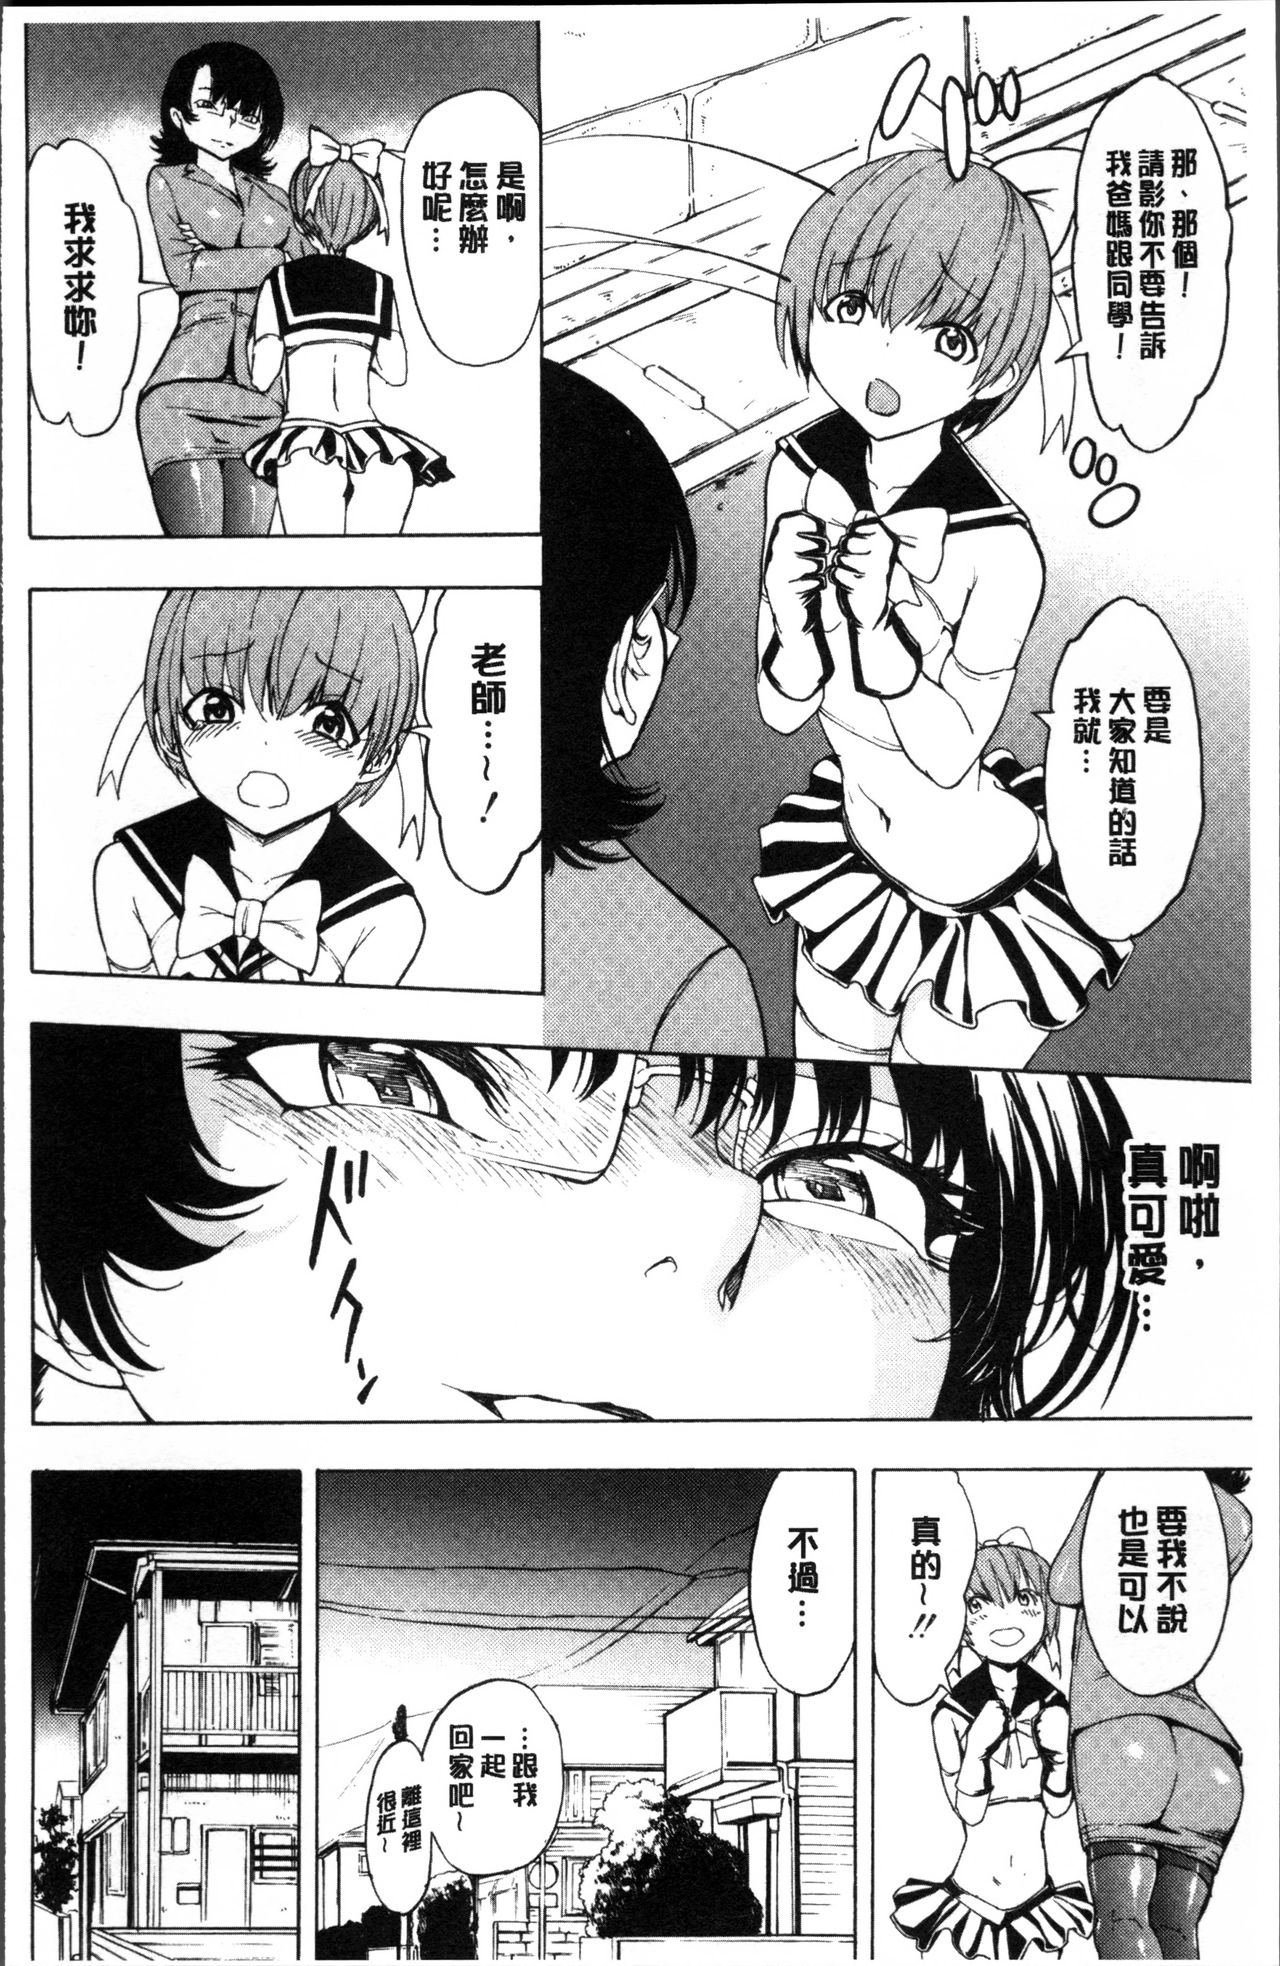 那、那個！
請影你不要告訴
我爸媽跟同學！
要是
大家知道的話
我就…
是啊，
怎麼辦
好呢…
我求求妳！
老師……～！
啊啦，
真可愛…
ドキン
要我不說
也是可以
真的～!!
不過…
…跟我
一起
回家吧～
離這裡
很近～